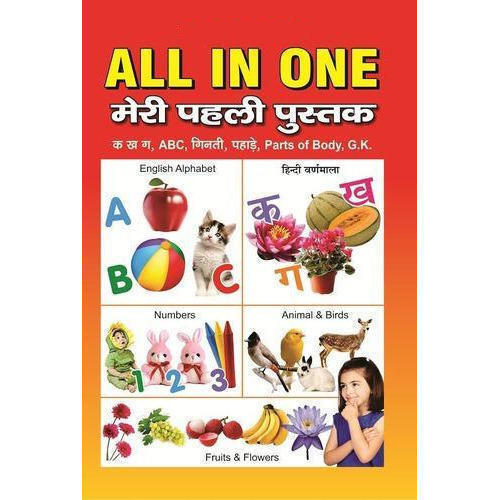 ALL IN ONE
मेरी पहली पुस्तक
क ख ग, ABC, गिनती, पहाड़े, Parts of Body, G.K.
English Alphabet
A
B
C
हिन्दी वर्णमाला
क
ख
ग
Numbers
1 2 3
Animal & Birds
Fruits & Flowers